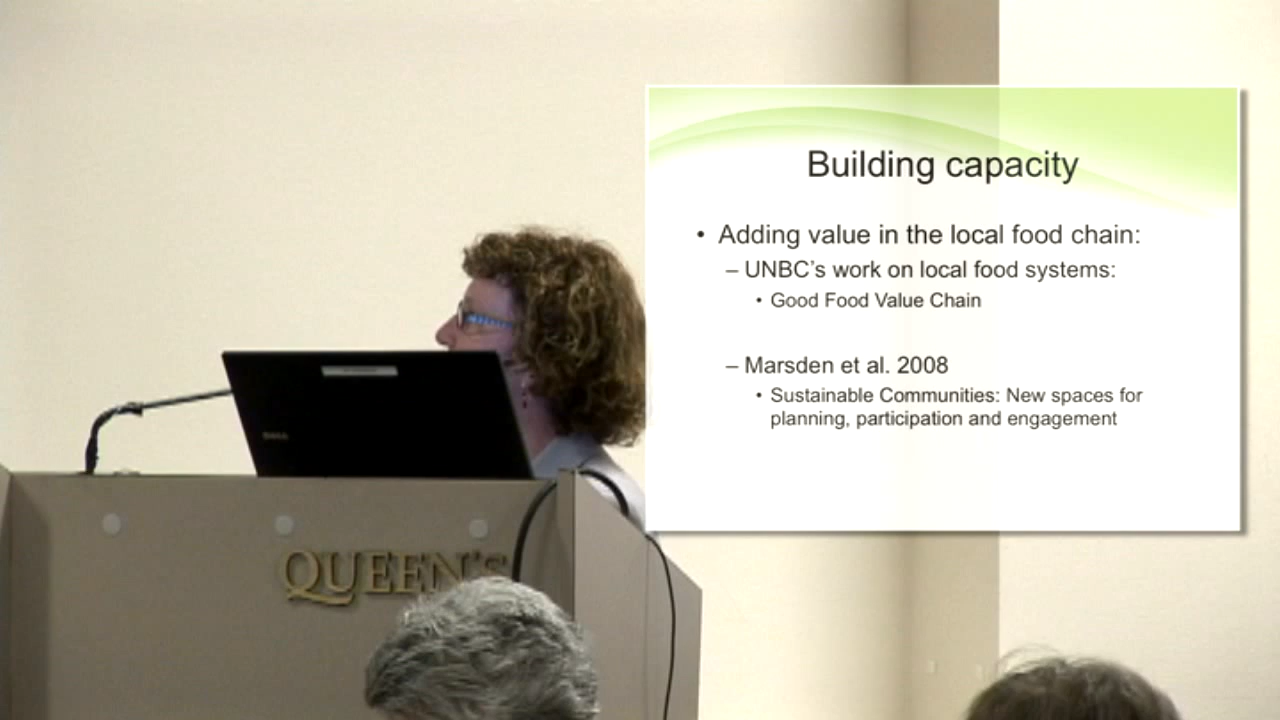 Building capacity
• Adding value in the local food chain:
– UNBC's work on local food systems:
• Good Food Value Chain
– Marsden et al. 2008
• Sustainable Communities: New spaces for
planning, participation and engagement
QUEEN'S